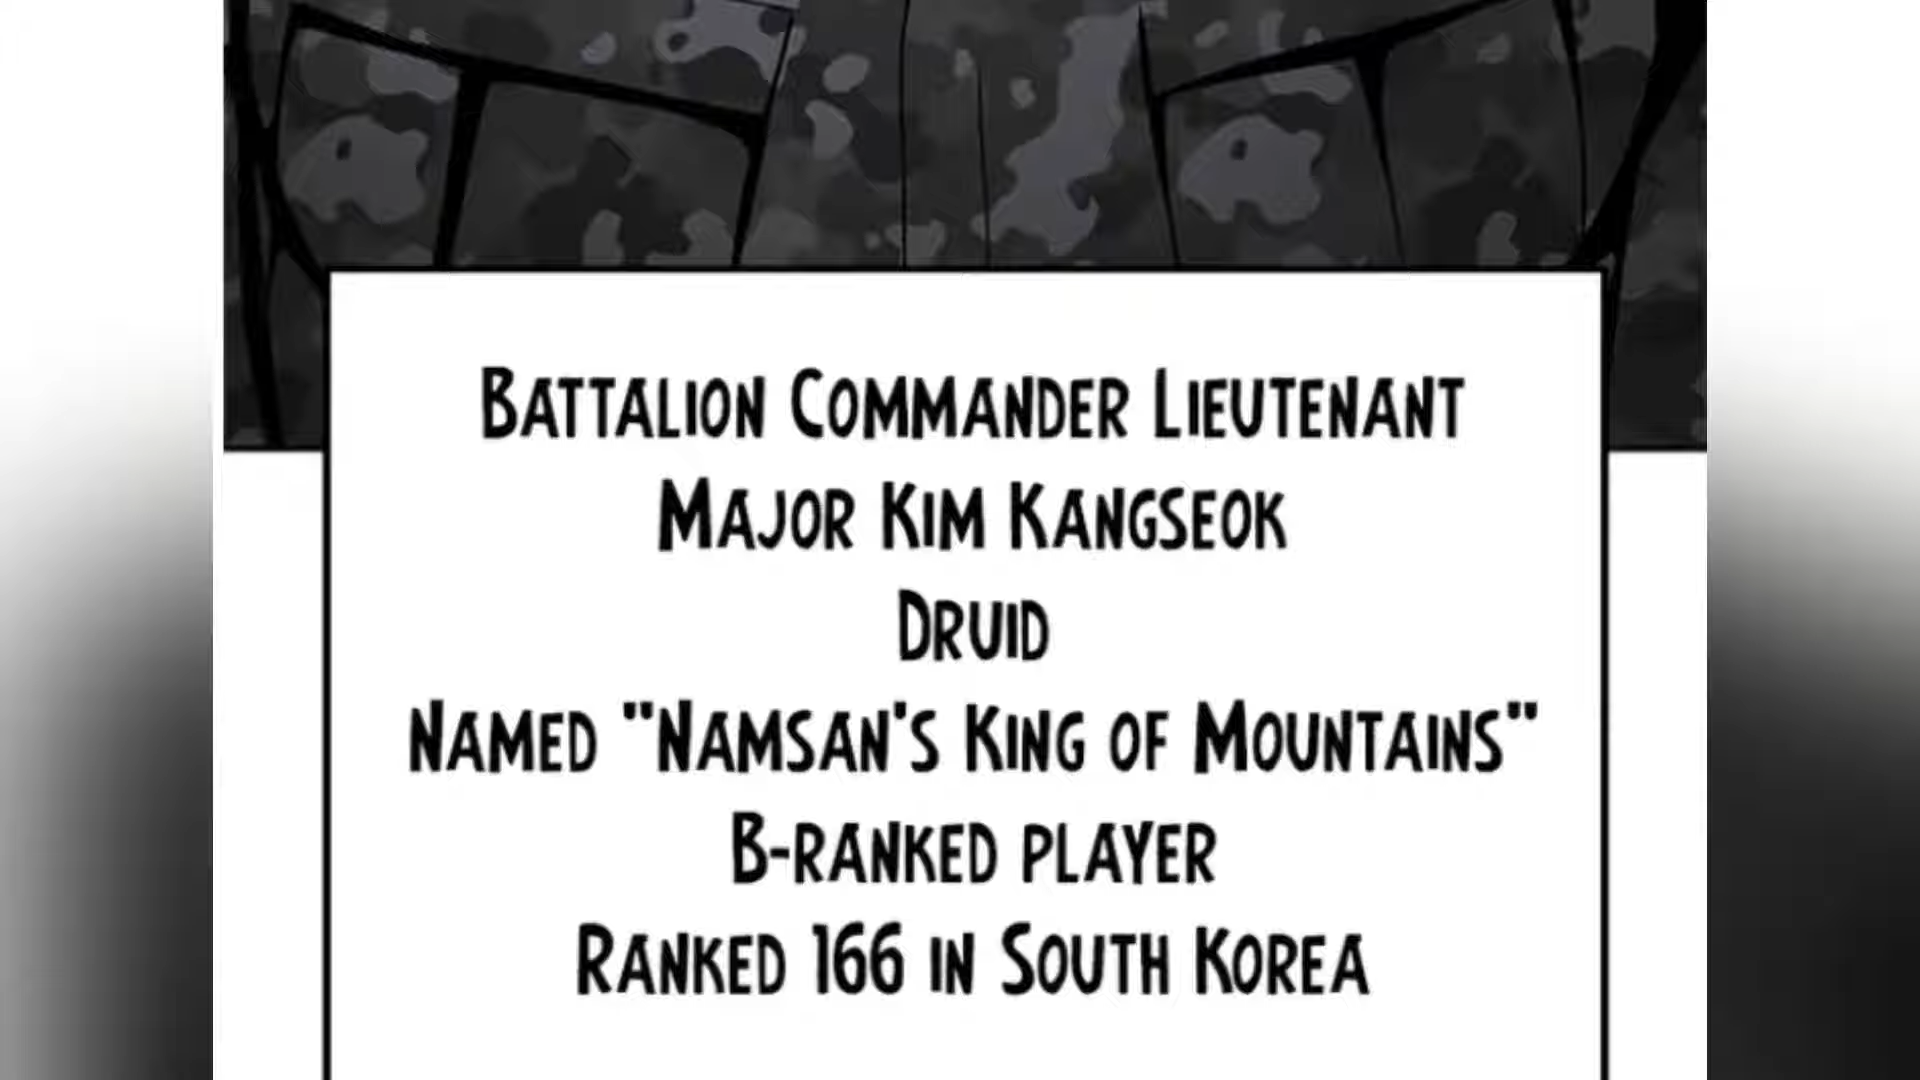 Battalion Commander Lieutenant
Major Kim Kangseok
Druid
Named "Namsan's King of Mountains"
B-ranked player
Ranked 166 in South Korea